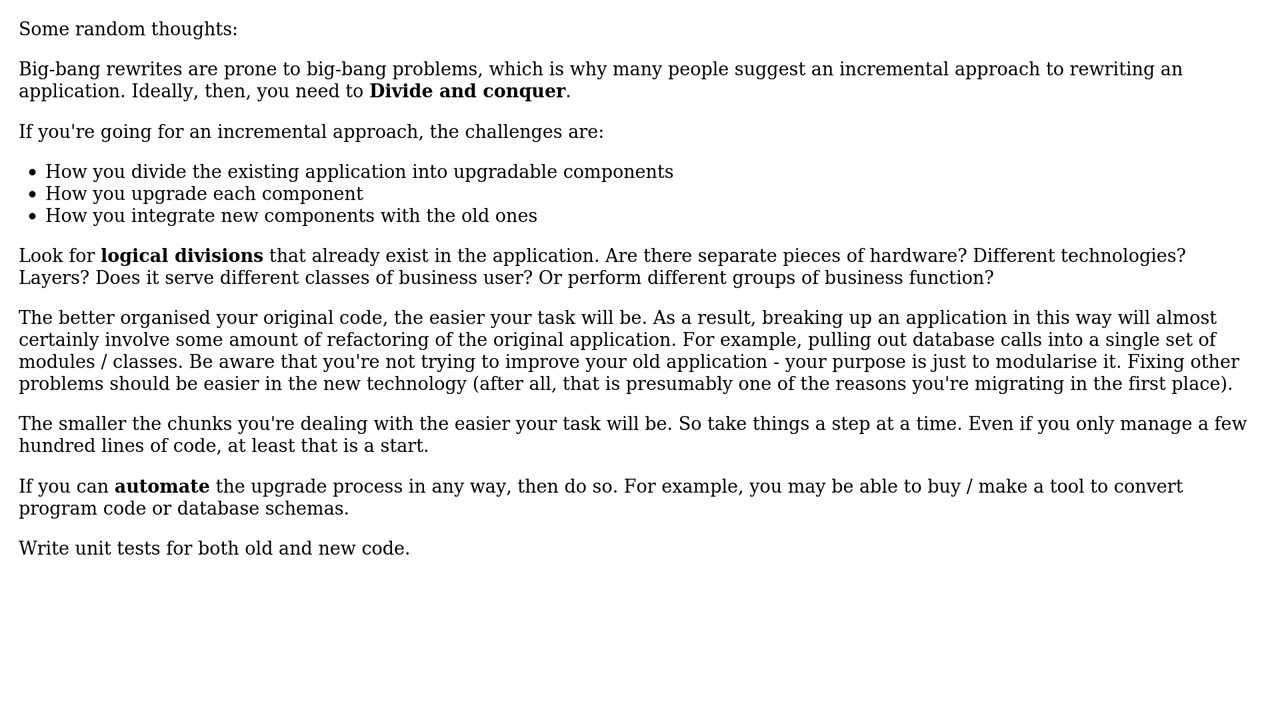 Some random thoughts:
Big-bang rewrites are prone to big-bang problems, which is why many people suggest an incremental approach to rewriting an
application. Ideally, then, you need to Divide and conquer.
If you're going for an incremental approach, the challenges are:
• How you divide the existing application into upgradable components
• How you upgrade each component
• How you integrate new components with the old ones
Look for logical divisions that already exist in the application. Are there separate pieces of hardware? Different technologies?
Layers? Does it serve different classes of business user? Or perform different groups of business function?
The better organised your original code, the easier your task will be. As a result, breaking up an application in this way will almost
certainly involve some amount of refactoring of the original application. For example, pulling out database calls into a single set of
modules / classes. Be aware that you're not trying to improve your old application - your purpose is just to modularise it. Fixing other
problems should be easier in the new technology (after all, that is presumably one of the reasons you're migrating in the first place).
The smaller the chunks you're dealing with the easier your task will be. So take things a step at a time. Even if you only manage a few
hundred lines of code, at least that is a start.
If you can automate the upgrade process in any way, then do so. For example, you may be able to buy / make a tool to convert
program code or database schemas.
Write unit tests for both old and new code.